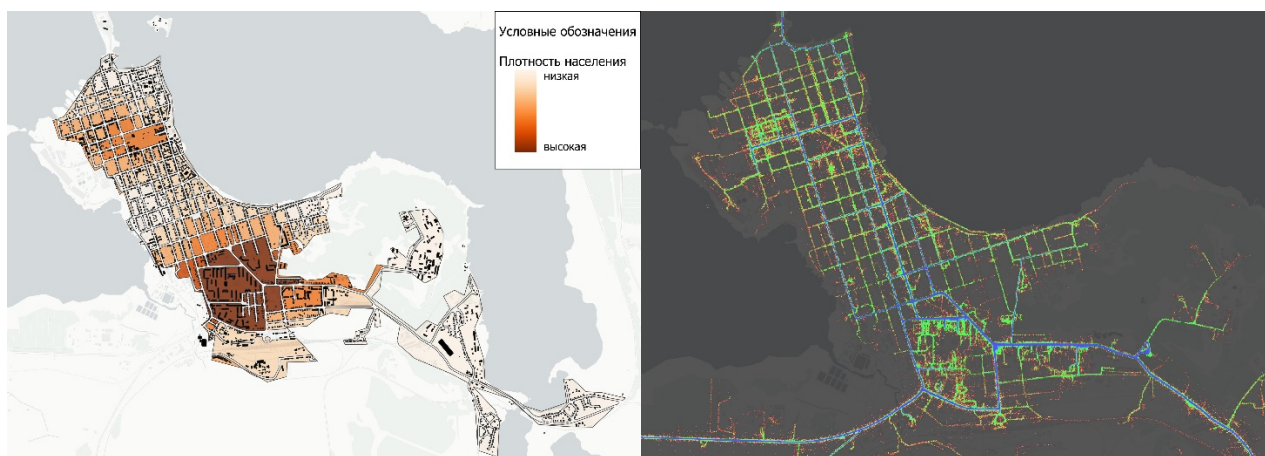 Условные обозначения
Плотность населения
низкая
высокая